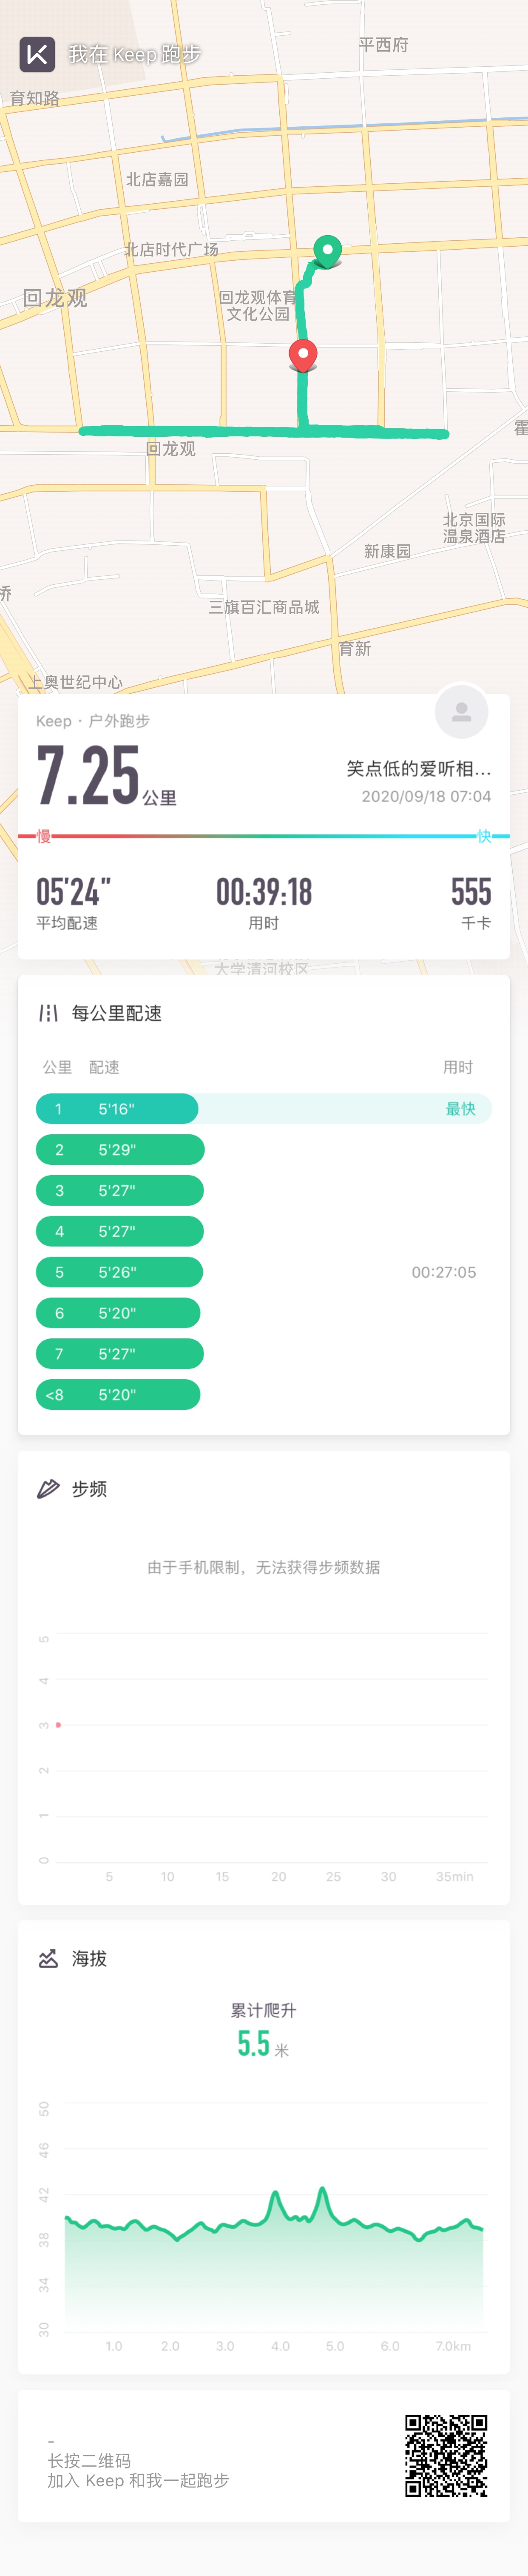 我在 Keep 跑步
平西府
育知路
北店嘉园
北店时代广场
回龙观
回龙观体育
文化公园
霍
回龙观
北京国际
温泉酒店
新康园
桥
三旗百汇商品城
育新
上奥世纪中心
Keep · 户外跑步
7.25公里
笑点低的爱听相...
2020/09/18 07:04
慢 快
05'24" 00:39:18 555
平均配速 用时 千卡
大学清河校区
每公里配速
公里 配速 用时
1 5'16" 最快
2 5'29"
3 5'27"
4 5'27"
5 5'26" 00:27:05
6 5'20"
7 5'27"
<8 5'20"
步频
由于手机限制，无法获得步频数据
5
4
3
2
1
0
5 10 15 20 25 30 35min
海拔
累计爬升
5.5 米
50
46
42
38
34
30
1.0 2.0 3.0 4.0 5.0 6.0 7.0km
-
长按二维码
加入 Keep 和我一起跑步